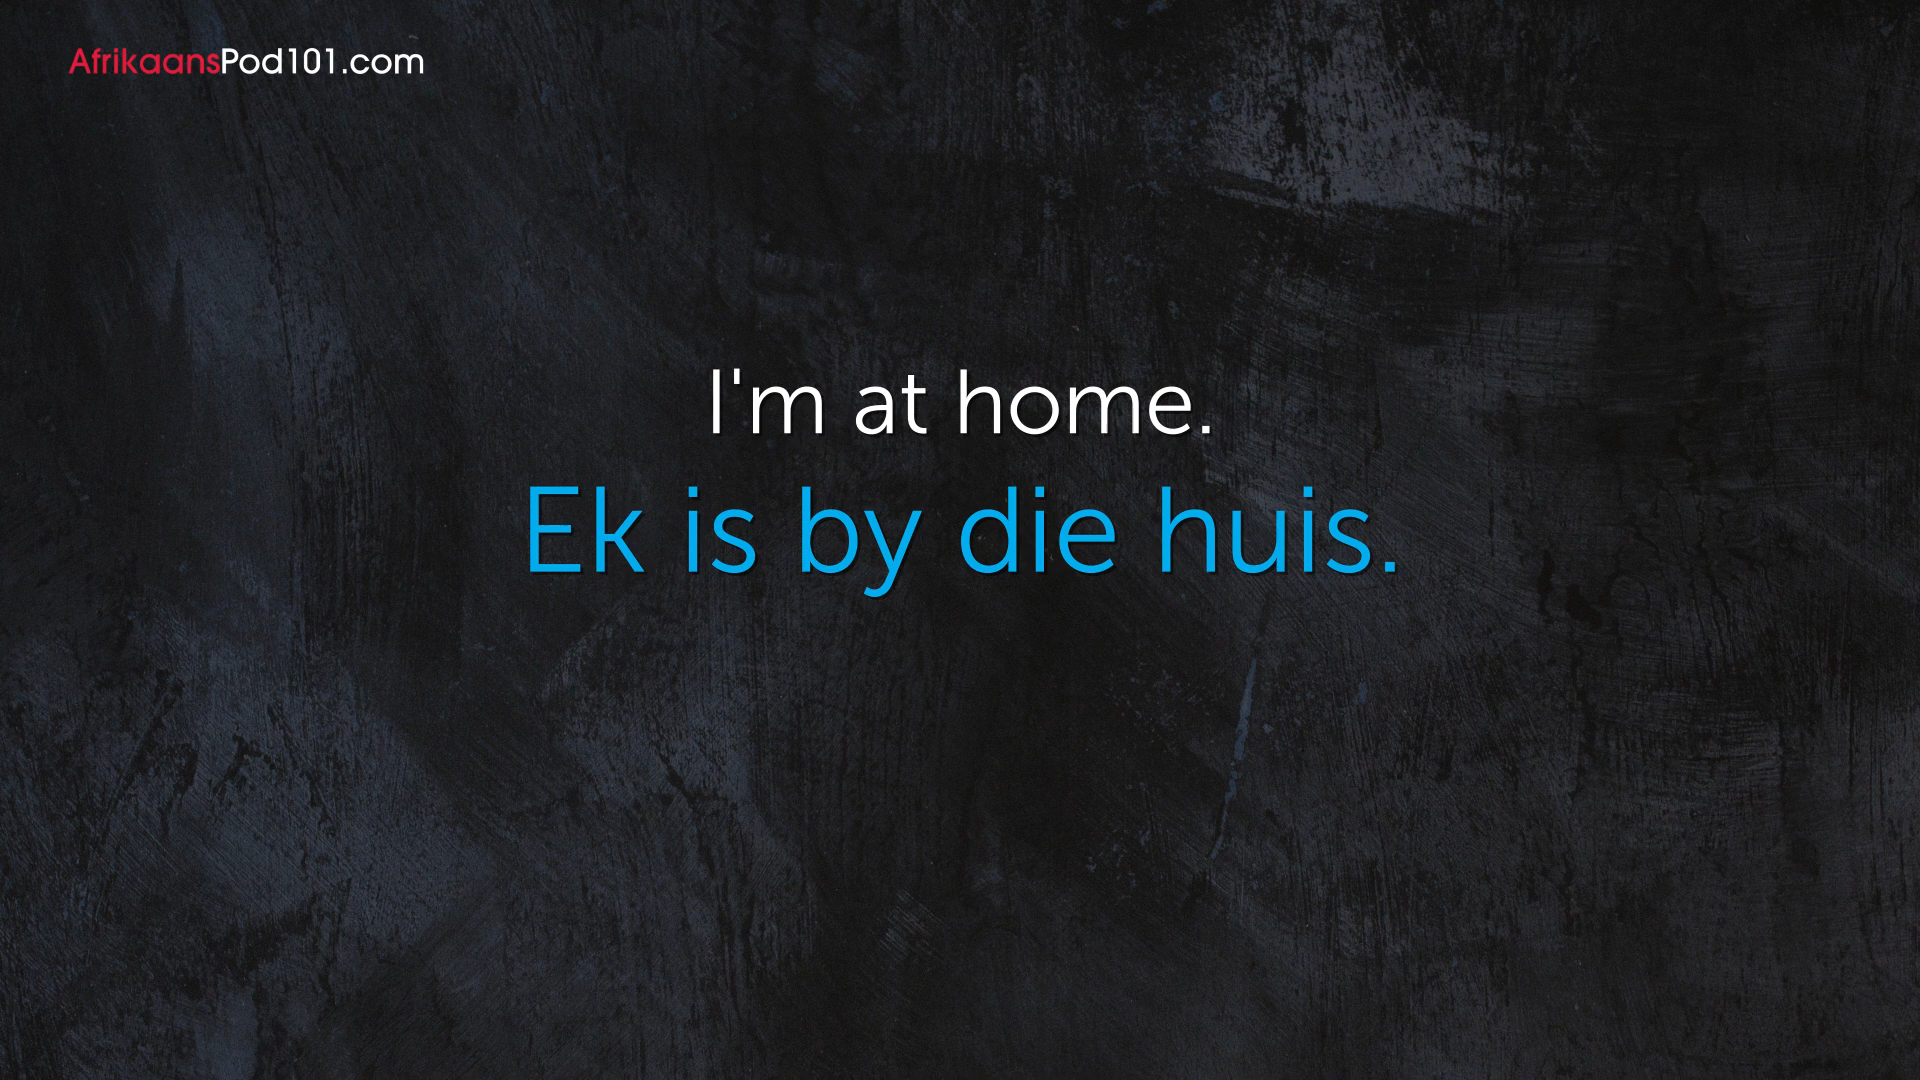 AfrikaansPod101.com
I'm at home.
Ek is by die huis.